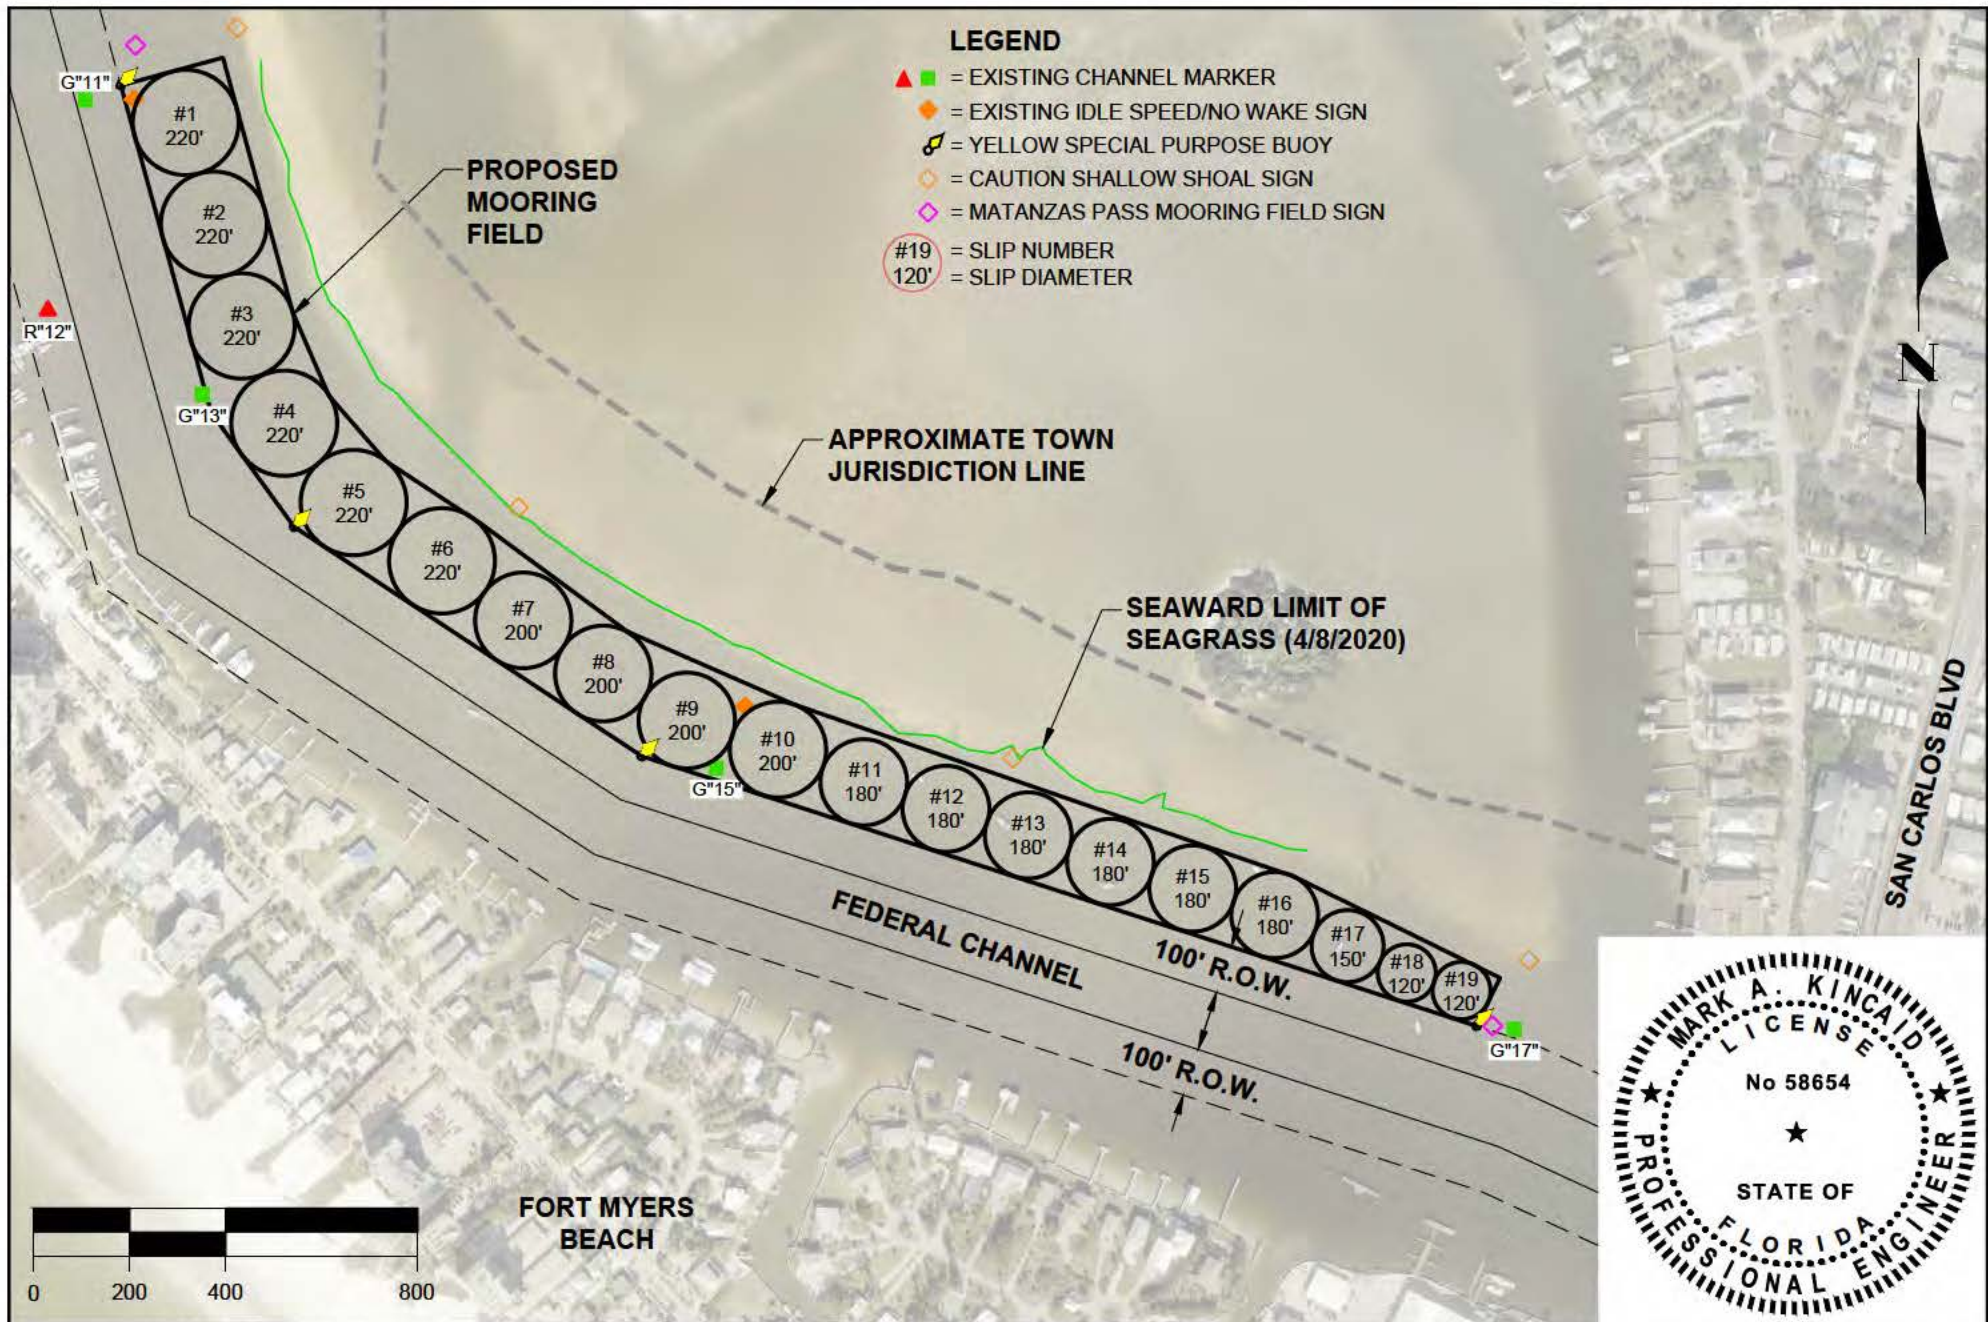 LEGEND
= EXISTING CHANNEL MARKER
= EXISTING IDLE SPEED/NO WAKE SIGN
= YELLOW SPECIAL PURPOSE BUOY
= CAUTION SHALLOW SHOAL SIGN
= MATANZAS PASS MOORING FIELD SIGN
#19 = SLIP NUMBER
120' = SLIP DIAMETER
G"11"
#1
220'
PROPOSED
MOORING
FIELD
#2
220'
#3
220'
R"12"
N
G"13"
#4
220'
APPROXIMATE TOWN
JURISDICTION LINE
#5
220'
#6
220'
#7
200'
SEAWARD LIMIT OF
SEAGRASS (4/8/2020)
#8
200'
#9
200'
#10
200'
G"15"
#11
180'
#12
180'
#13
180'
#14
180'
#15
180'
#16
180'
#17
150'
#18
120'
#19
120'
G"17"
SAN CARLOS BLVD
FEDERAL CHANNEL
100' R.O.W.
100' R.O.W.
FORT MYERS
BEACH
0 200 400 800
MARK A. KINCAID
LICENSE
No 58654
STATE OF
FLORIDA
PROFESSIONAL ENGINEER